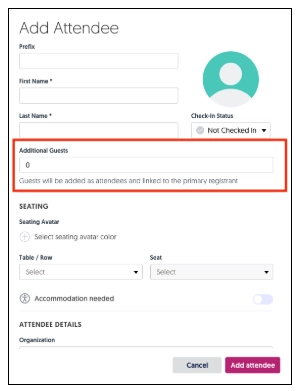 Add Attendee
Prefix
First Name *
Last Name *
Check-In Status
Not Checked In
Additional Guests
0
Guests will be added as attendees and linked to the primary registrant
SEATING
Seating Avatar
Select seating avatar color
Table / Row
Seat
Select
Select
Accommodation needed
ATTENDEE DETAILS
Organization
Cancel
Add attendee